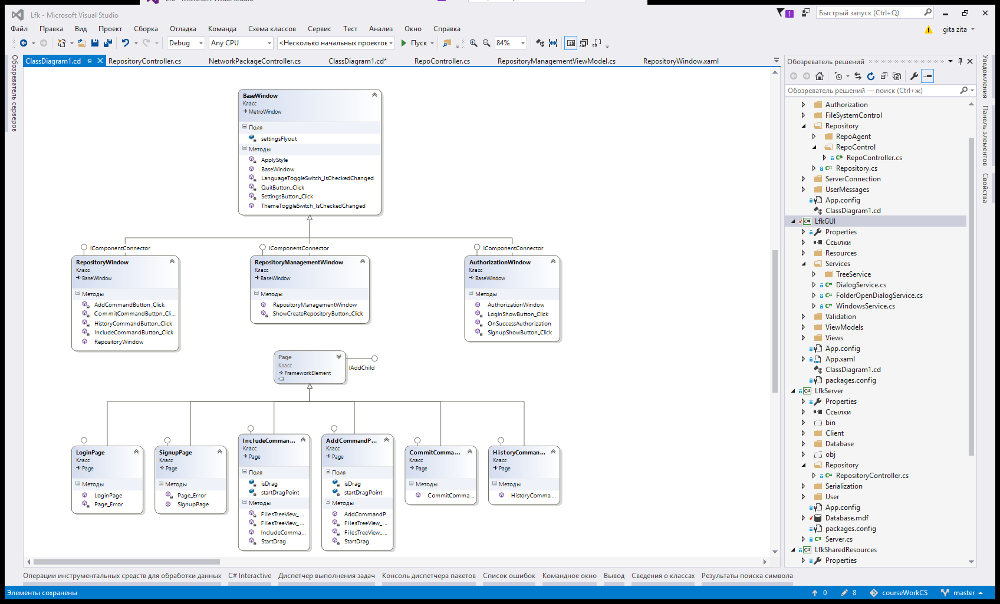 Lfk - Microsoft Visual Studio
Быстрый запуск (Ctrl+Q)
Файл Правка Вид Проект Сборка Отладка Команда Схема классов Сервис Тест Анализ Окно Справка
gita zita
Debug Any CPU <Несколько начальных проектов Пуск 84%
ClassDiagram1.cd RepositoryController.cs NetworkPackageController.cs ClassDiagram1.cd* RepoController.cs RepositoryManagementViewModel.cs RepositoryWindow.xaml
Обозреватель серверов
BaseWindow
Класс
MetroWindow
Поля
settingsFlyout
Методы
ApplyStyle
BaseWindow
LanguageToggleSwitch_IsCheckedChanged
QuitButton_Click
SettingsButton_Click
ThemeToggleSwitch_IsCheckedChanged
IComponentConnector
RepositoryWindow
Класс
BaseWindow
Методы
AddCommandButton_Click
CommitCommandButton_Cli...
HistoryCommandButton_Click
IncludeCommandButton_Click
RepositoryWindow
IComponentConnector
RepositoryManagementWindow
Класс
BaseWindow
Методы
RepositoryManagementWindow
ShowCreateRepositoryButton_Click
IComponentConnector
AuthorizationWindow
Класс
BaseWindow
Методы
AuthorizationWindow
LoginShowButton_Click
OnSuccessAuthorization
SignupShowButton_Click
Page
Класс
FrameworkElement
IAddChild
LoginPage
Класс
Page
Методы
LoginPage
Page_Error
SignupPage
Класс
Page
Методы
Page_Error
SignupPage
IncludeComman...
Класс
Page
Поля
isDrag
startDragPoint
Методы
FilesTreeView_...
FilesTreeView_...
IncludeComma...
StartDrag
AddCommandP...
Класс
Page
Поля
isDrag
startDragPoint
Методы
AddCommandP...
FilesTreeView_...
FilesTreeView_...
StartDrag
CommitComma...
Класс
Page
Методы
CommitComma...
HistoryComman...
Класс
Page
Методы
HistoryComma...
Обозреватель решений
Обозреватель решений — поиск (Ctrl+ж)
Authorization
FileSystemControl
Repository
RepoAgent
RepoControl
C# RepoController.cs
C# Repository.cs
ServerConnection
UserMessages
App.config
ClassDiagram1.cd
C# LfkGUI
Properties
Ссылки
Resources
Services
TreeService
C# DialogService.cs
C# FolderOpenDialogService.cs
C# WindowsService.cs
Validation
ViewModels
Views
App.config
App.xaml
ClassDiagram1.cd
packages.config
C# LfkServer
Properties
Ссылки
bin
Client
Database
obj
Repository
C# RepositoryController.cs
Serialization
User
App.config
Database.mdf
packages.config
C# Server.cs
C# LfkSharedResources
Properties
Уведомления
Панель элементов
Свойства
Операции инструментальных средств для обработки данных C# Interactive Диспетчер выполнения задач Консоль диспетчера пакетов Список ошибок Командное окно Вывод Сведения о классах Результаты поиска символа
Элементы сохранены 0 8 courseWorkCS master